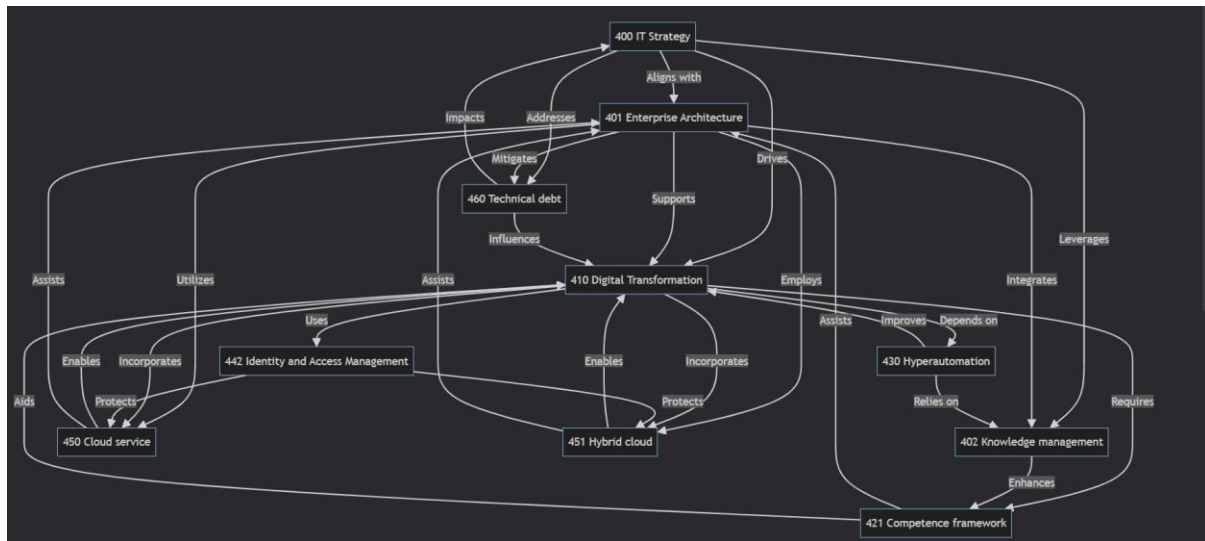 400 IT Strategy
Aligns with
Impacts
Addresses
401 Enterprise Architecture
Mitigates
Drives
460 Technical debt
Supports
Influences
Leverages
410 Digital Transformation
Assists
Utilizes
Assists
Employs
Integrates
Uses
Assists
Improves
Depends on
442 Identity and Access Management
Enables
Incorporates
Enables
Incorporates
430 Hyperautomation
Aids
Protects
Protects
Relies on
Requires
450 Cloud service
451 Hybrid cloud
402 Knowledge management
Enhances
421 Competence framework